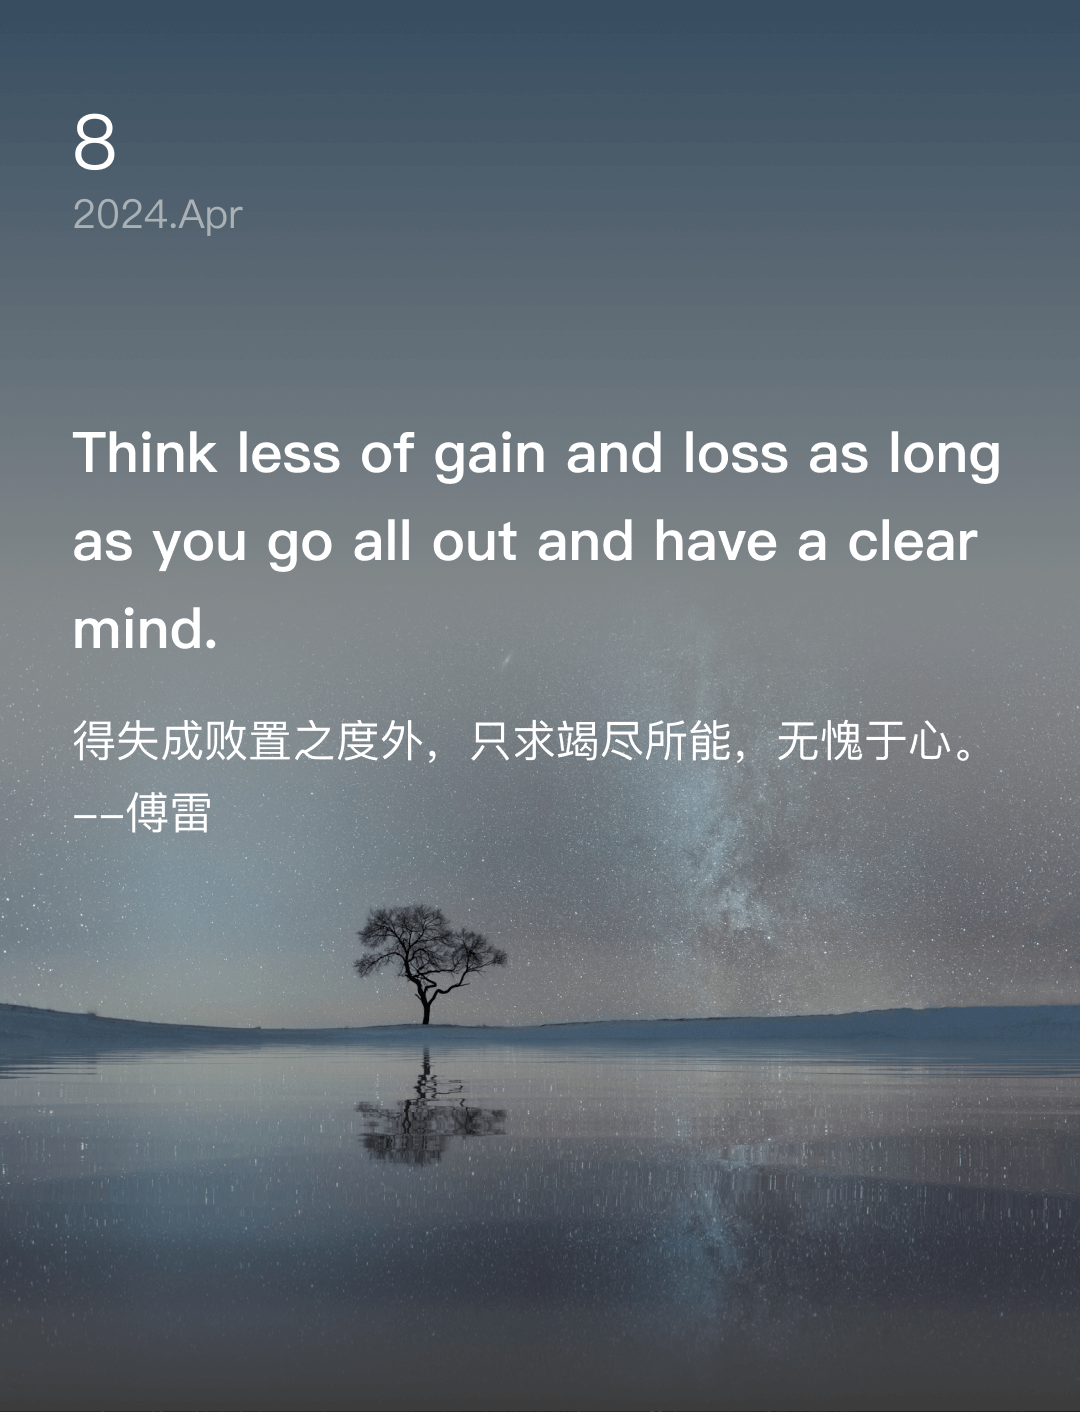 8
2024.Apr
Think less of gain and loss as long
as you go all out and have a clear
mind.
得失成败置之度外，只求竭尽所能，无愧于心。
––傅雷